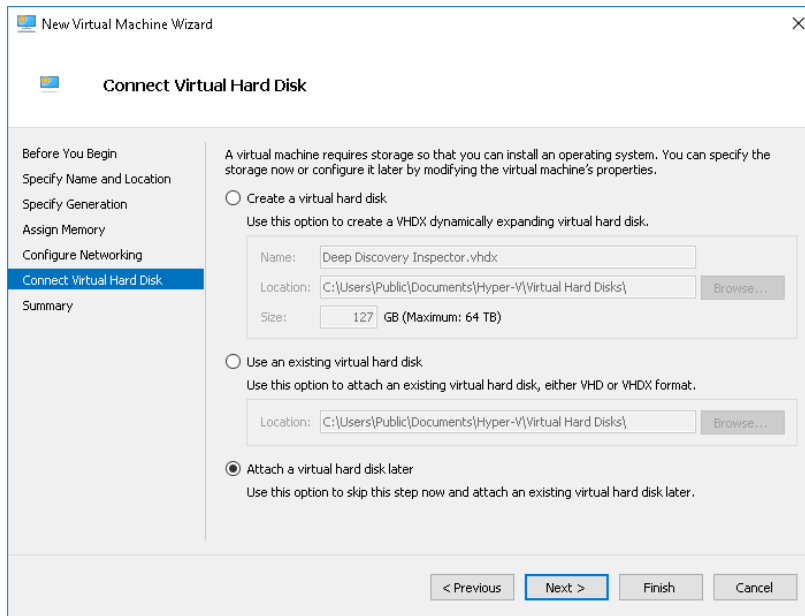 New Virtual Machine Wizard
Connect Virtual Hard Disk
Before You Begin
Specify Name and Location
Specify Generation
Assign Memory
Configure Networking
Connect Virtual Hard Disk
Summary
A virtual machine requires storage so that you can install an operating system. You can specify the
storage now or configure it later by modifying the virtual machine's properties.
Create a virtual hard disk
Use this option to create a VHDX dynamically expanding virtual hard disk.
Name: Deep Discovery Inspector.vhdx
Location: C:\Users\Public\Documents\Hyper-V\Virtual Hard Disks\ Browse...
Size: 127 GB (Maximum: 64 TB)
Use an existing virtual hard disk
Use this option to attach an existing virtual hard disk, either VHD or VHDX format.
Location: C:\Users\Public\Documents\Hyper-V\Virtual Hard Disks\ Browse...
Attach a virtual hard disk later
Use this option to skip this step now and attach an existing virtual hard disk later.
< Previous Next > Finish Cancel